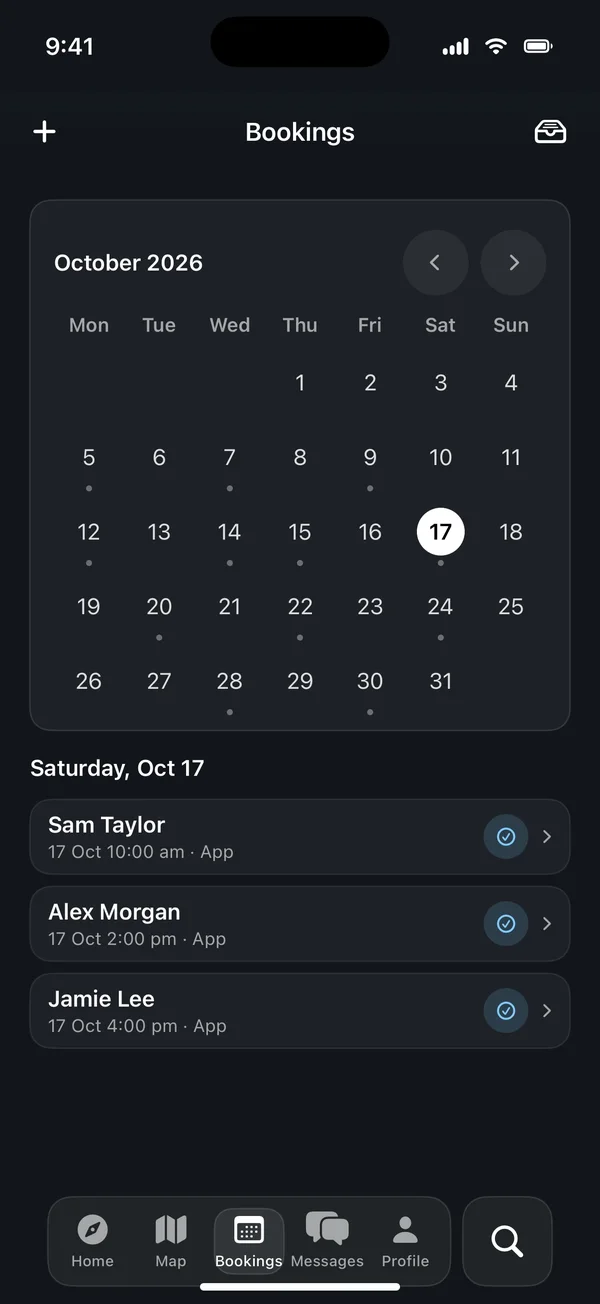 9:41
Bookings
October 2026
Mon Tue Wed Thu Fri Sat Sun
1 2 3 4
5 6 7 8 9 10 11
12 13 14 15 16 17 18
19 20 21 22 23 24 25
26 27 28 29 30 31
Saturday, Oct 17
Sam Taylor
17 Oct 10:00 am · App
Alex Morgan
17 Oct 2:00 pm · App
Jamie Lee
17 Oct 4:00 pm · App
Home Map Bookings Messages Profile